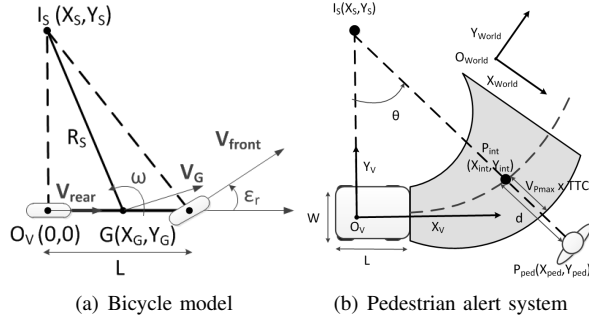 I_S(X_S, Y_S)
R_S
ω
V_rear
V_G
V_front
ε_r
O_V (0,0)
G(X_G, Y_G)
L
(a) Bicycle model
I_S(X_S, Y_S)
Y_World
O_World
X_World
θ
P_int
(X_int, Y_int)
V_Pmax x TTC
d
Y_V
W
O_V
X_V
L
P_ped(X_ped, Y_ped)
(b) Pedestrian alert system